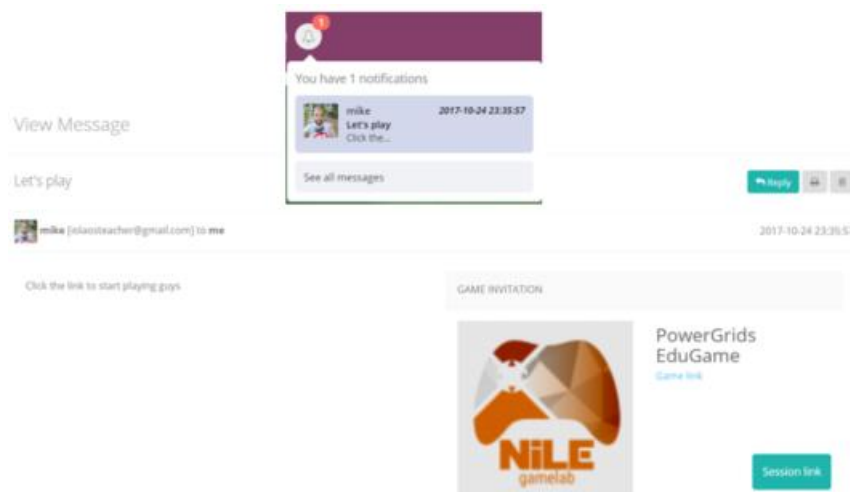 1
You have 1 notifications
mike 2017-10-24 23:35:57
Let's play
Click the...
See all messages
View Message
Let's play
Reply
to me
mike
2017-10-24 23:35:5
Click the link to start playing guys
GAME INVITATION
PowerGrids
EduGame
Game link
NiLE
gamelab
Session link